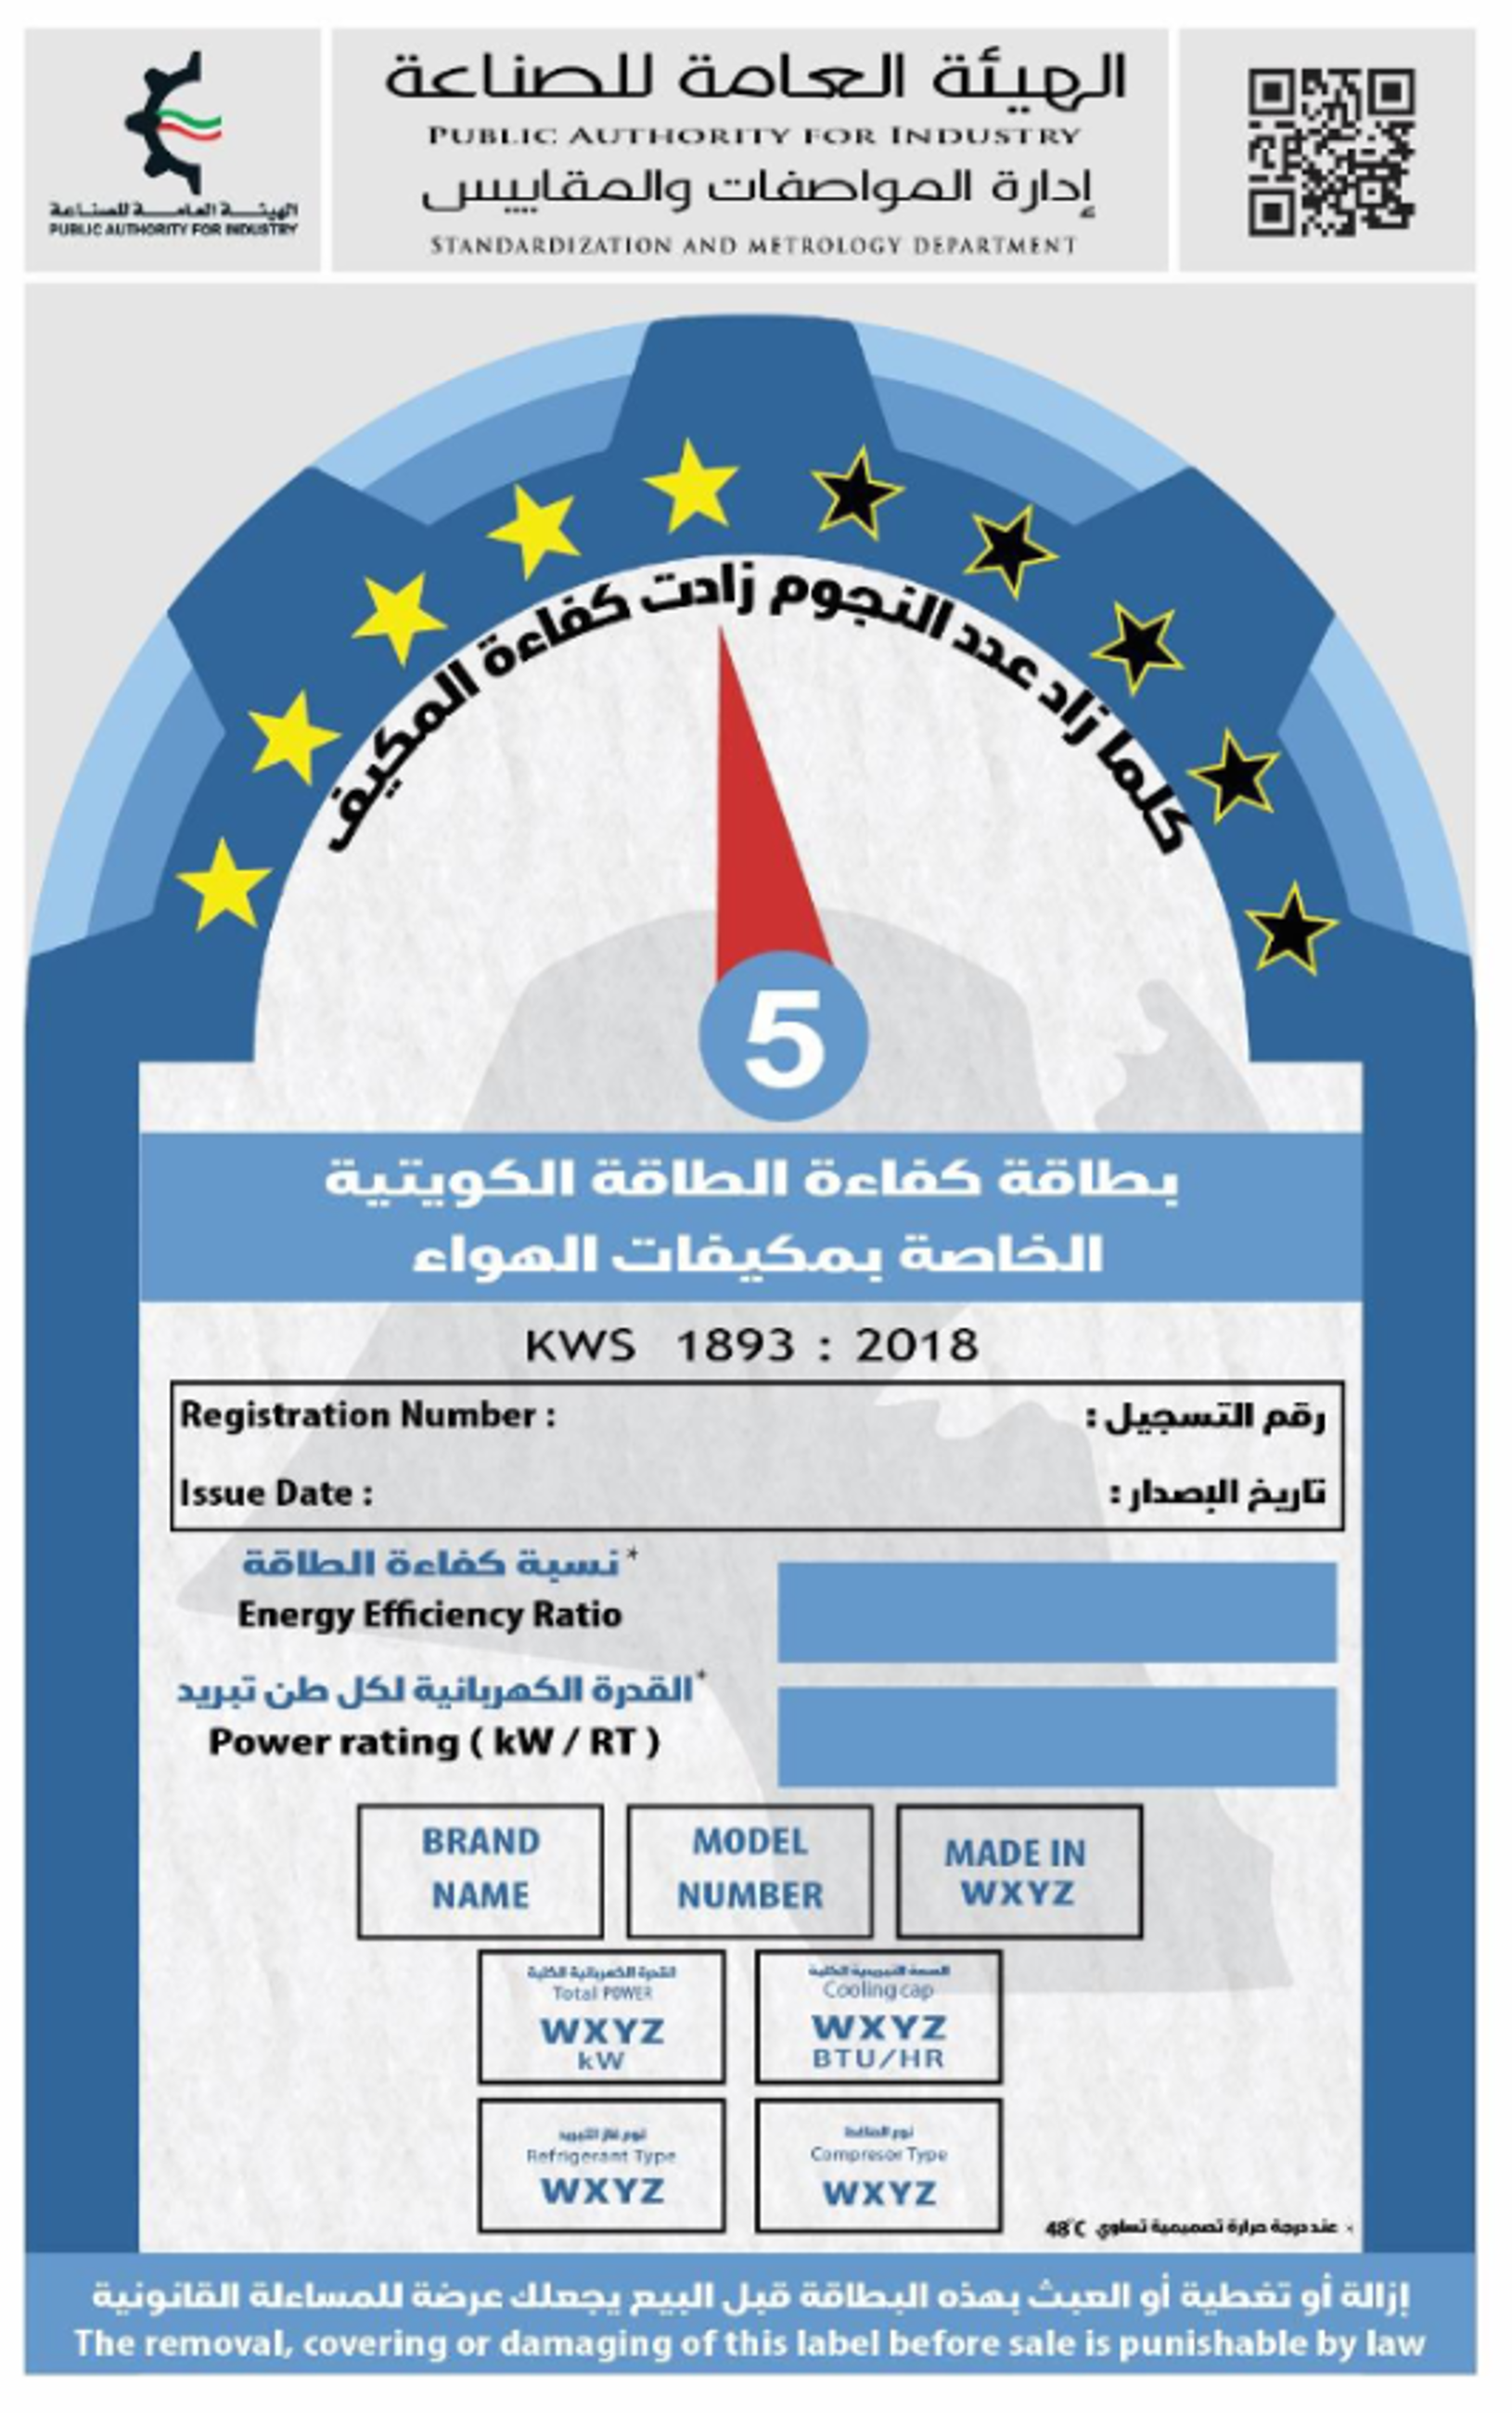 الهيئة العامة للصناعة
PUBLIC AUTHORITY FOR INDUSTRY
الهيئة العامة للصناعة
PUBLIC AUTHORITY FOR INDUSTRY
إدارة المواصفات والمقاييس
STANDARDIZATION AND METROLOGY DEPARTMENT
كلما زاد عدد النجوم زادت كفاءة المكيف
5
بطاقة كفاءة الطاقة الكويتية
الخاصة بمكيفات الهواء
KWS 1893 : 2018
Registration Number : رقم التسجيل :
Issue Date : تاريخ الإصدار :
*نسبة كفاءة الطاقة
Energy Efficiency Ratio
*القدرة الكهربائية لكل طن تبريد
Power rating ( kW / RT )
BRAND
NAME
MODEL
NUMBER
MADE IN
WXYZ
القدرة الكهربائية الكلية
Total POWER
WXYZ
kW
السعة التبريدية الكلية
Cooling cap
WXYZ
BTU/HR
نوع غاز التبريد
Refrigerant Type
WXYZ
نوع الضاغط
Compresor Type
WXYZ
* عند درجة حرارة تصميمية تساوي 48°C
إزالة أو تغطية أو العبث بهذه البطاقة قبل البيع يجعلك عرضة للمساءلة القانونية
The removal, covering or damaging of this label before sale is punishable by law